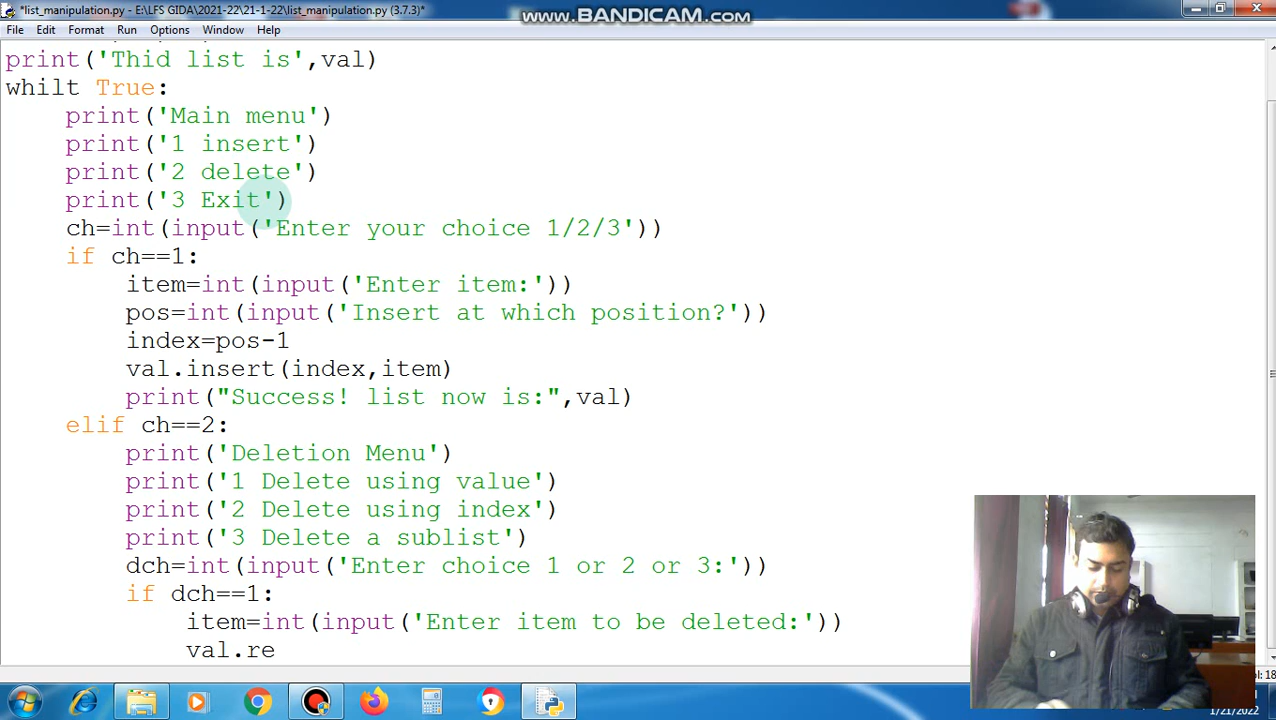 *list_manipulation.py - E:\LFS GIDA\2021-22\21-1-22\list_manipulation.py (3.7.3)*
www.BANDICAM.com
File Edit Format Run Options Window Help
print('Thid list is',val)
whilt True:
    print('Main menu')
    print('1 insert')
    print('2 delete')
    print('3 Exit')
    ch=int(input('Enter your choice 1/2/3'))
    if ch==1:
        item=int(input('Enter item:'))
        pos=int(input('Insert at which position?'))
        index=pos-1
        val.insert(index,item)
        print("Success! list now is:",val)
    elif ch==2:
        print('Deletion Menu')
        print('1 Delete using value')
        print('2 Delete using index')
        print('3 Delete a sublist')
        dch=int(input('Enter choice 1 or 2 or 3:'))
        if dch==1:
            item=int(input('Enter item to be deleted:'))
            val.re
ol: 18
1/21/2022